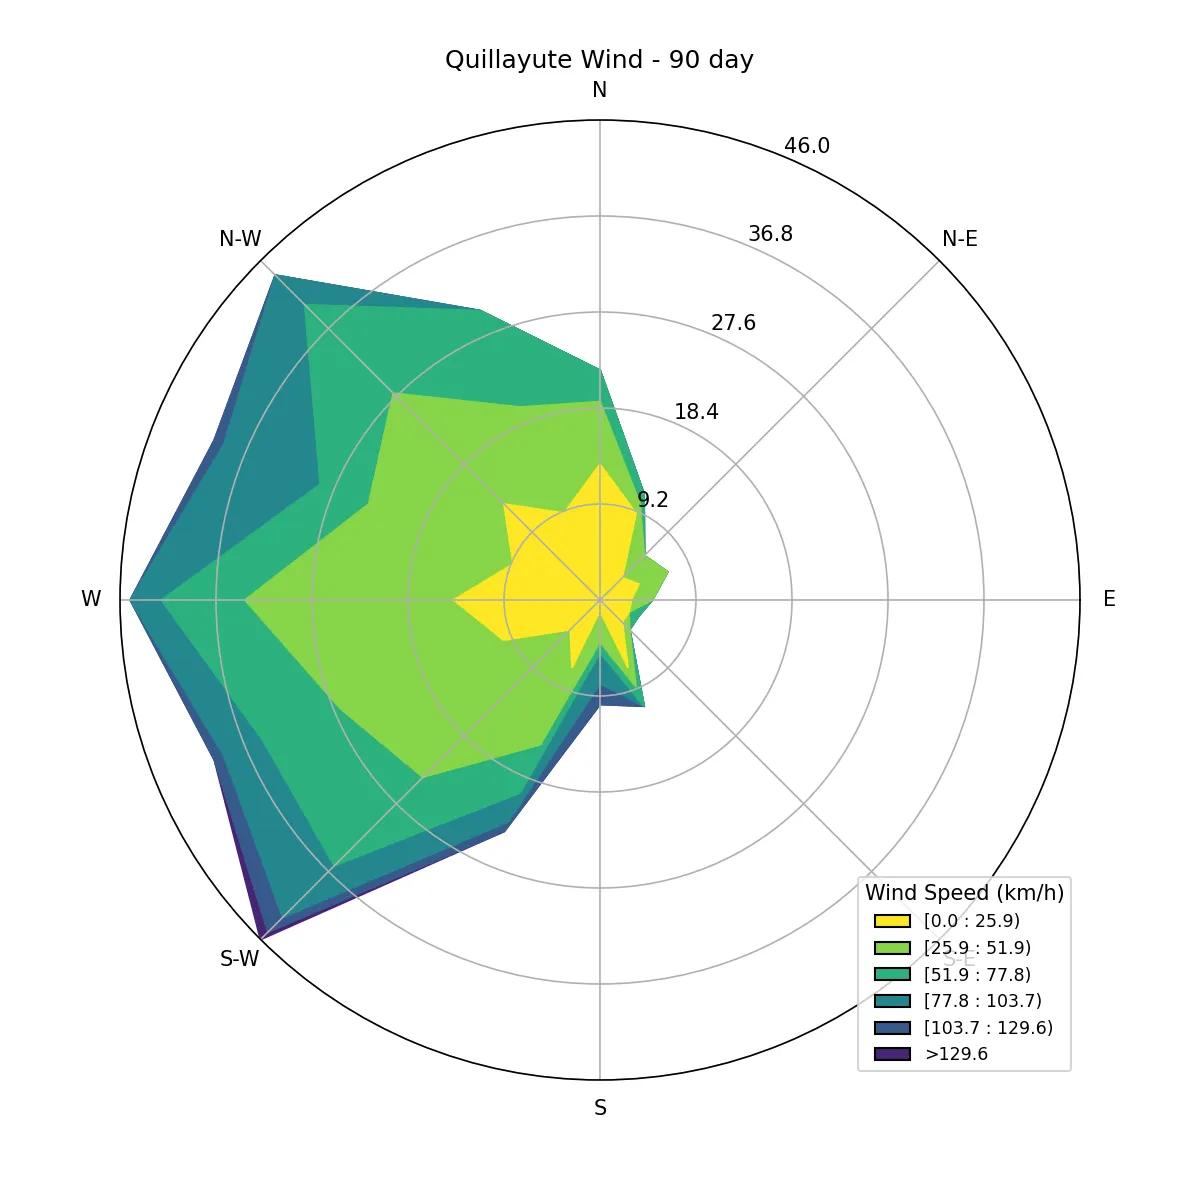 Quillayute Wind - 90 day
N
46.0
36.8
N-W
N-E
27.6
18.4
9.2
W
E
Wind Speed (km/h)
[0.0 : 25.9)
[25.9 : 51.9)
S-W
S-E
[51.9 : 77.8)
[77.8 : 103.7)
[103.7 : 129.6)
>129.6
S